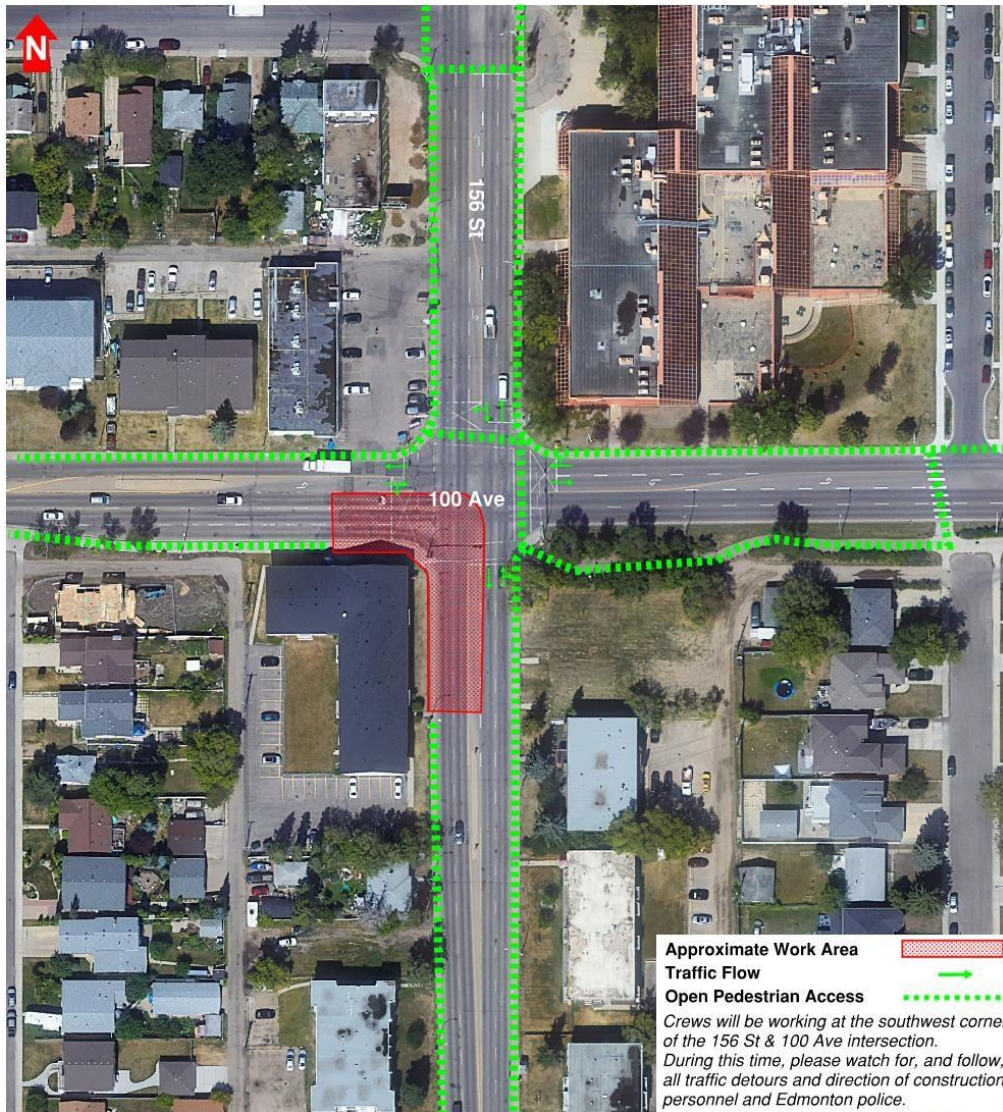 N
156 ST
100 Ave
Approximate Work Area
Traffic Flow
Open Pedestrian Access
Crews will be working at the southwest corne
of the 156 St & 100 Ave intersection.
During this time, please watch for, and follow,
all traffic detours and direction of construction
personnel and Edmonton police.